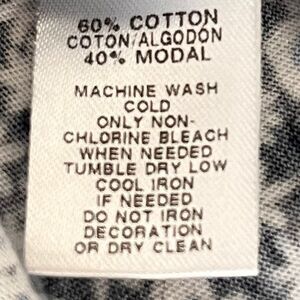 60% COTTON
COTON/ALGODÓN
40% MODAL
MACHINE WASH
COLD
ONLY NON-
CHLORINE BLEACH
WHEN NEEDED
TUMBLE DRY LOW
COOL IRON
IF NEEDED
DO NOT IRON
DECORATION
OR DRY CLEAN